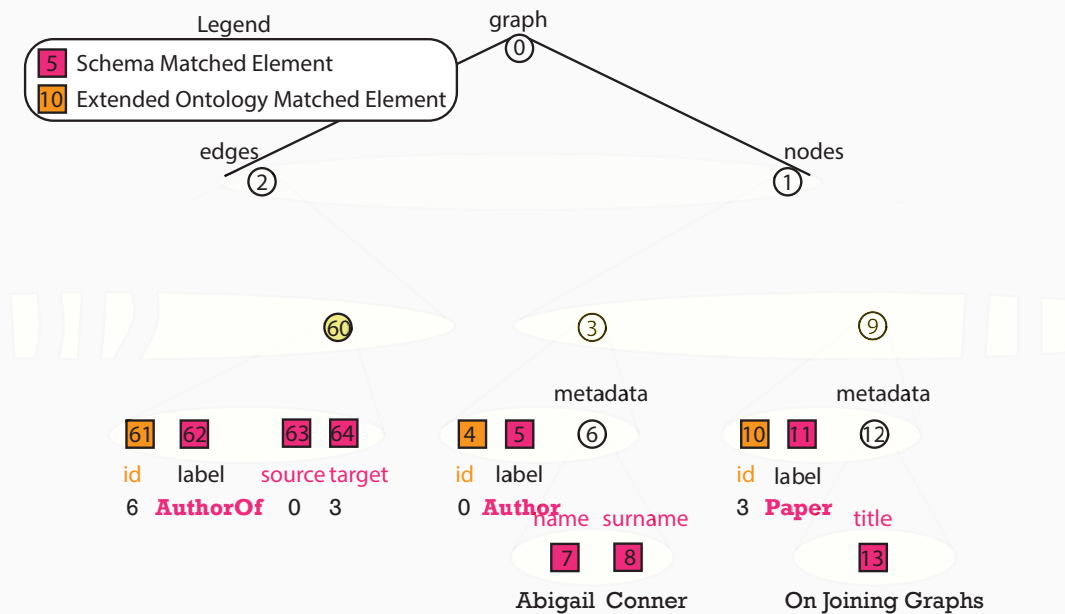 Legend
graph
0
5 Schema Matched Element
10 Extended Ontology Matched Element
edges
nodes
2
1
60
3
9
metadata
metadata
61 62 63 64
4 5 6
10 11 12
id label source target
id label
id label
6 AuthorOf 0 3
0 Author
3 Paper
name surname
title
7 8
13
Abigail Conner
On Joining Graphs